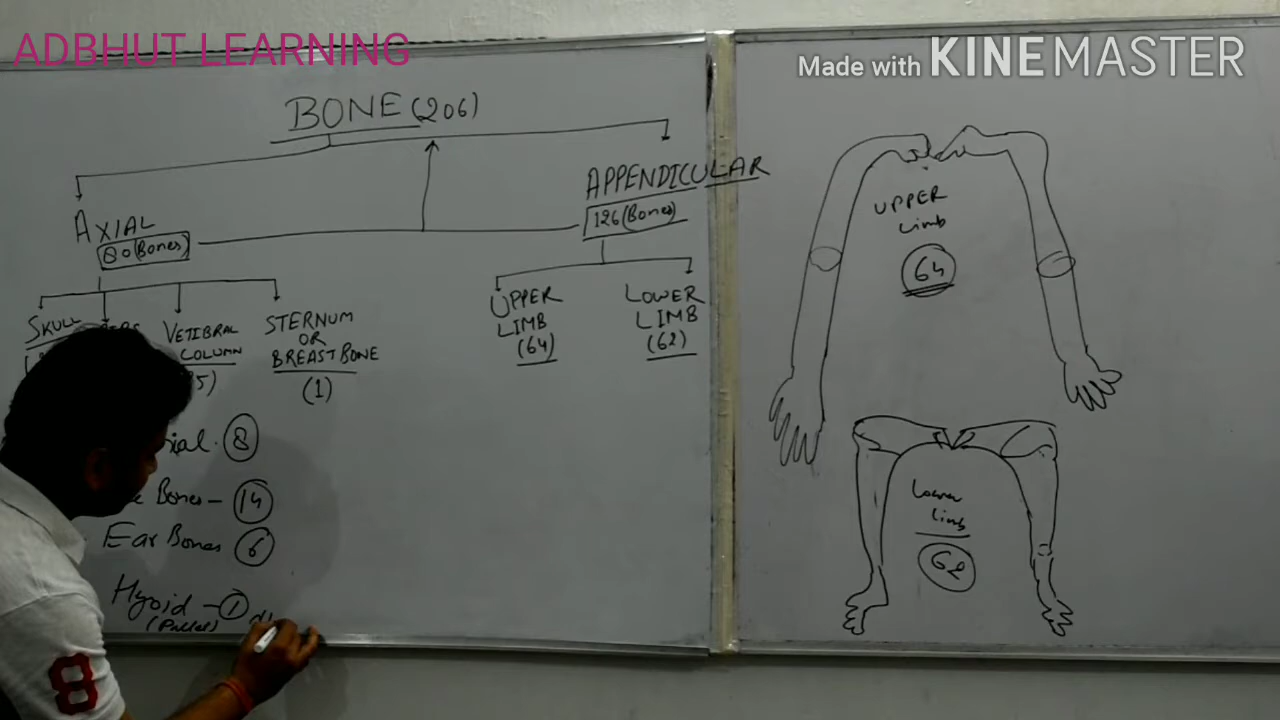 ADBHUT LEARNING
Made with KINEMASTER
BONE (206)
AXIAL
80 (Bones)
APPENDICULAR
126 (Bones)
SKULL
VETIBRAL
COLUMN
STERNUM
OR
BREAST BONE
(1)
UPPER
LIMB
(64)
LOWER
LIMB
(62)
8
Bones - 14
Ear Bones 6
Hyoid - 1
UPPER
Limb
64
Lower
limb
62
8